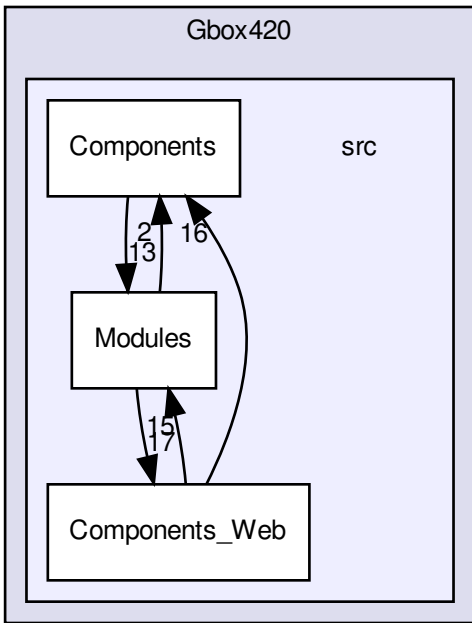 Gbox420
src
Components
2
16
13
Modules
15
17
Components_Web